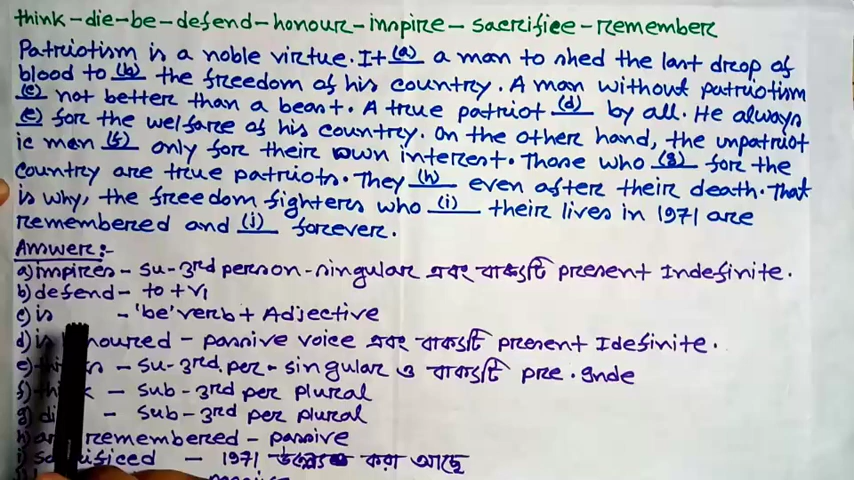 think-die-be-defend-honour-inspire- sacrifice-remember
Patriotism is a noble virtue. It (a) a man to shed the last drop of
blood to (b) the freedom of his country. A man without patriotism
(c) not better than a beast. A true patriot (d) by all. He always
(e) for the welfare of his country. On the other hand, the unpatriot
ic men (f) only for their own interest. Those who (g) for the
country are true patriots. They (h) even after their death. That
is why, the freedom fighters who (i) their lives in 1971 are
remembered and (j) forever.
Answer:-
a) inspires - su-3rd person-singular এবং বাক্যটি present Indefinite.
b) defend - to + v1
c) is - 'be' verb + Adjective
d) is honoured - passive voice এবং বাক্যটি present Idefinite.
e) - su-3rd.per-singular ও বাক্যটি pre. Inde
f) - sub-3rd per plural
g) - sub-3rd per plural
remembered - passive
- 1971 উল্লেখ করা আছে